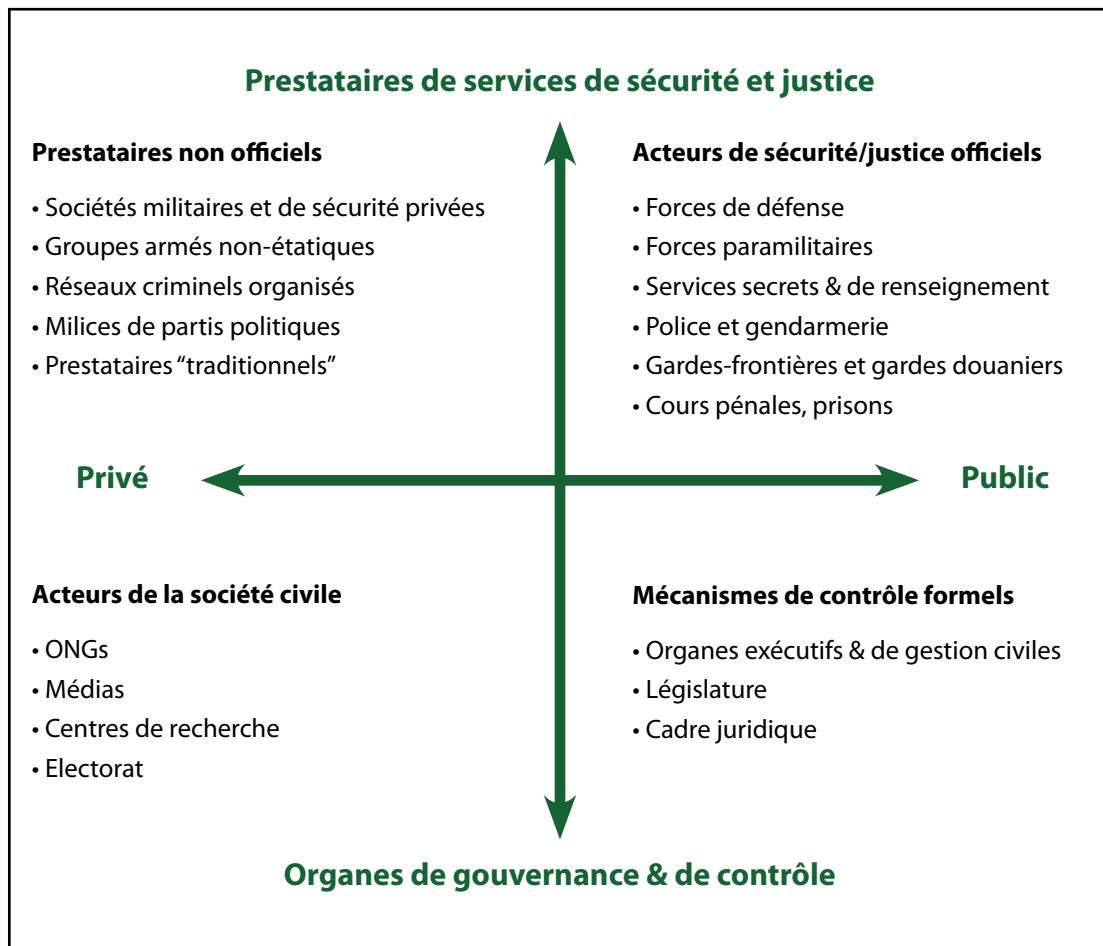 Prestataires de services de sécurité et justice
Prestataires non officiels
• Sociétés militaires et de sécurité privées
• Groupes armés non-étatiques
• Réseaux criminels organisés
• Milices de partis politiques
• Prestataires “traditionnels”
Acteurs de sécurité/justice officiels
• Forces de défense
• Forces paramilitaires
• Services secrets & de renseignement
• Police et gendarmerie
• Gardes-frontières et gardes douaniers
• Cours pénales, prisons
Privé
Public
Acteurs de la société civile
• ONGs
• Médias
• Centres de recherche
• Electorat
Mécanismes de contrôle formels
• Organes exécutifs & de gestion civiles
• Législature
• Cadre juridique
Organes de gouvernance & de contrôle